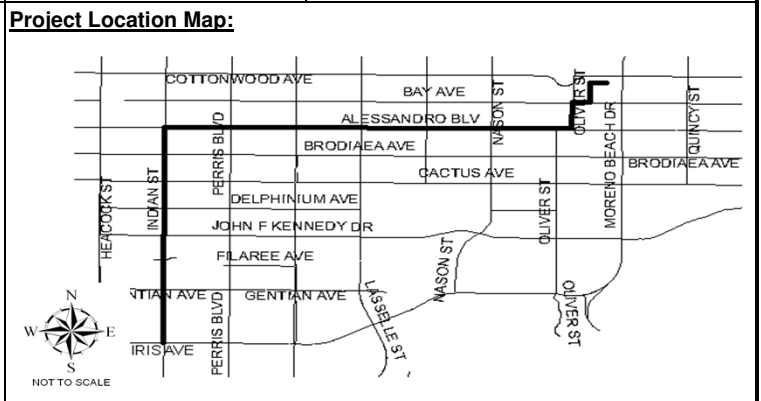 Project Location Map:
COTTONWOOD AVE
BAY AVE
NASON ST
OLIVER ST
QUINCY ST
ALESSANDRO BLV
MORENO BEACH DR
PERRIS BLVD
BRODIAEA AVE
BRODIAEA AVE
CACTUS AVE
HEACOCK ST
INDIAN ST
DELPHINIUM AVE
OLIVER ST
JOHN F KENNEDY DR
FILAREE AVE
NASON ST
NTIAN AVE
GENTIAN AVE
LASSELLE ST
OLIVER ST
PERRIS BLVD
IRIS AVE
N
W
E
S
NOT TO SCALE